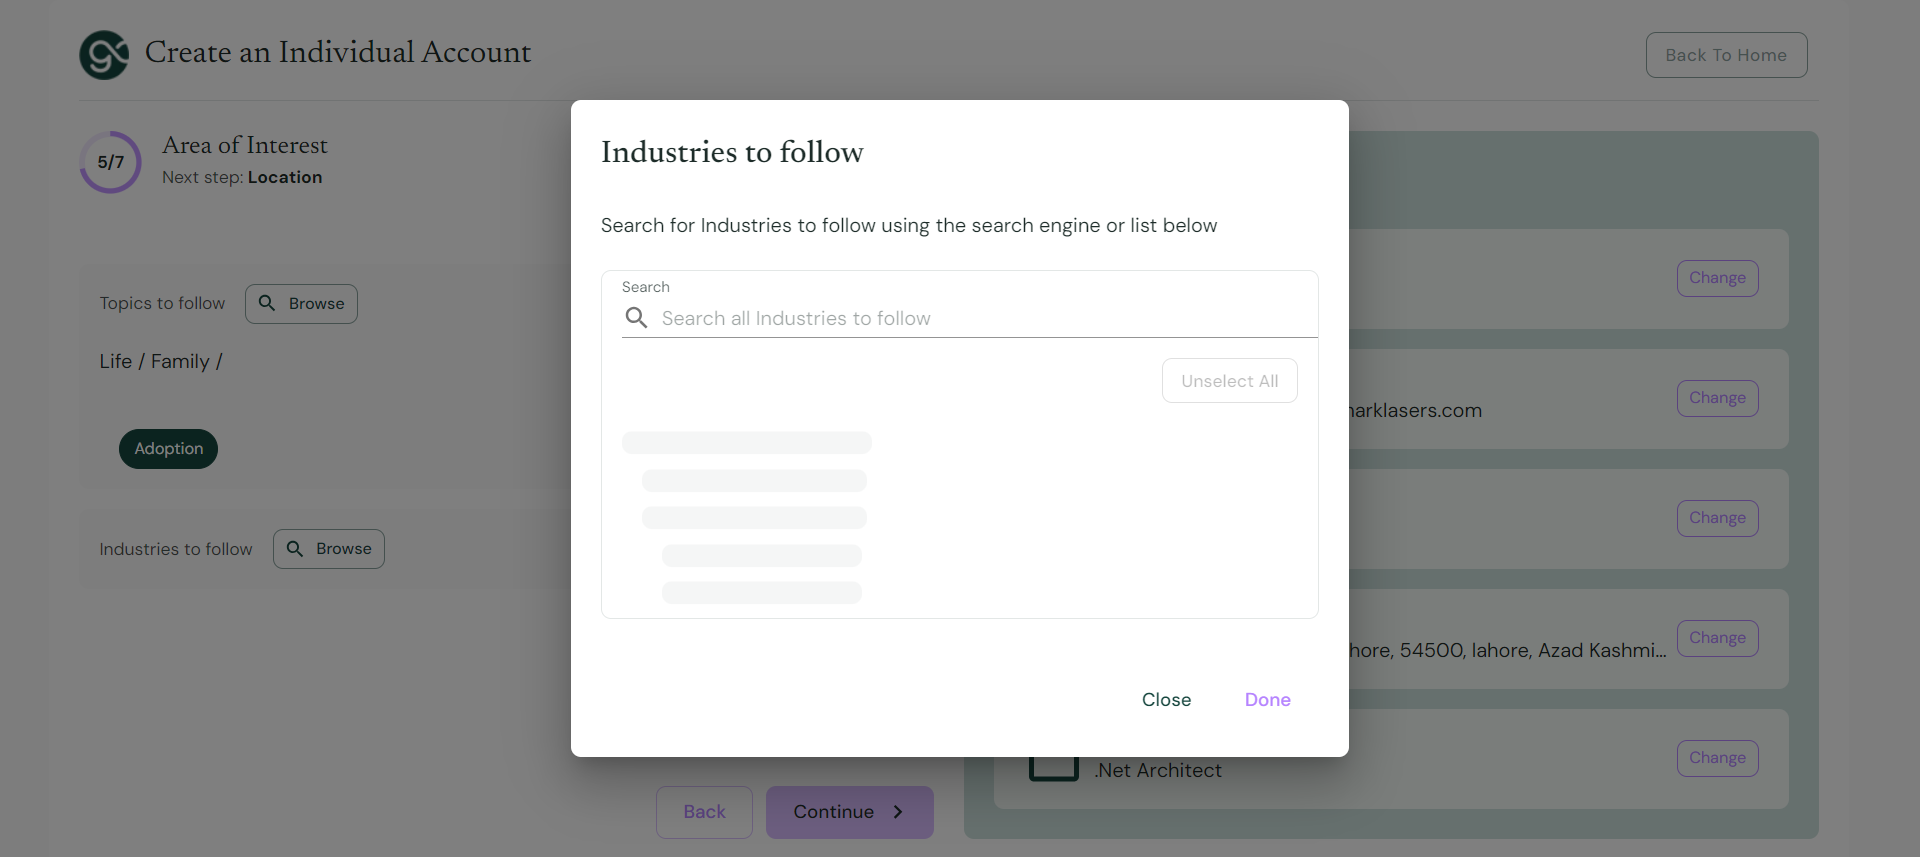 Create an Individual Account
Back To Home
5/7
Area of Interest
Next step: Location
Topics to follow
Browse
Life / Family /
Adoption
Industries to follow
Browse
Back
Continue
Industries to follow
Search for Industries to follow using the search engine or list below
Search
Search all Industries to follow
Unselect All
Close
Done
Change
Change
Change
54500, lahore, Azad Kashmi...
Change
.Net Architect
Change